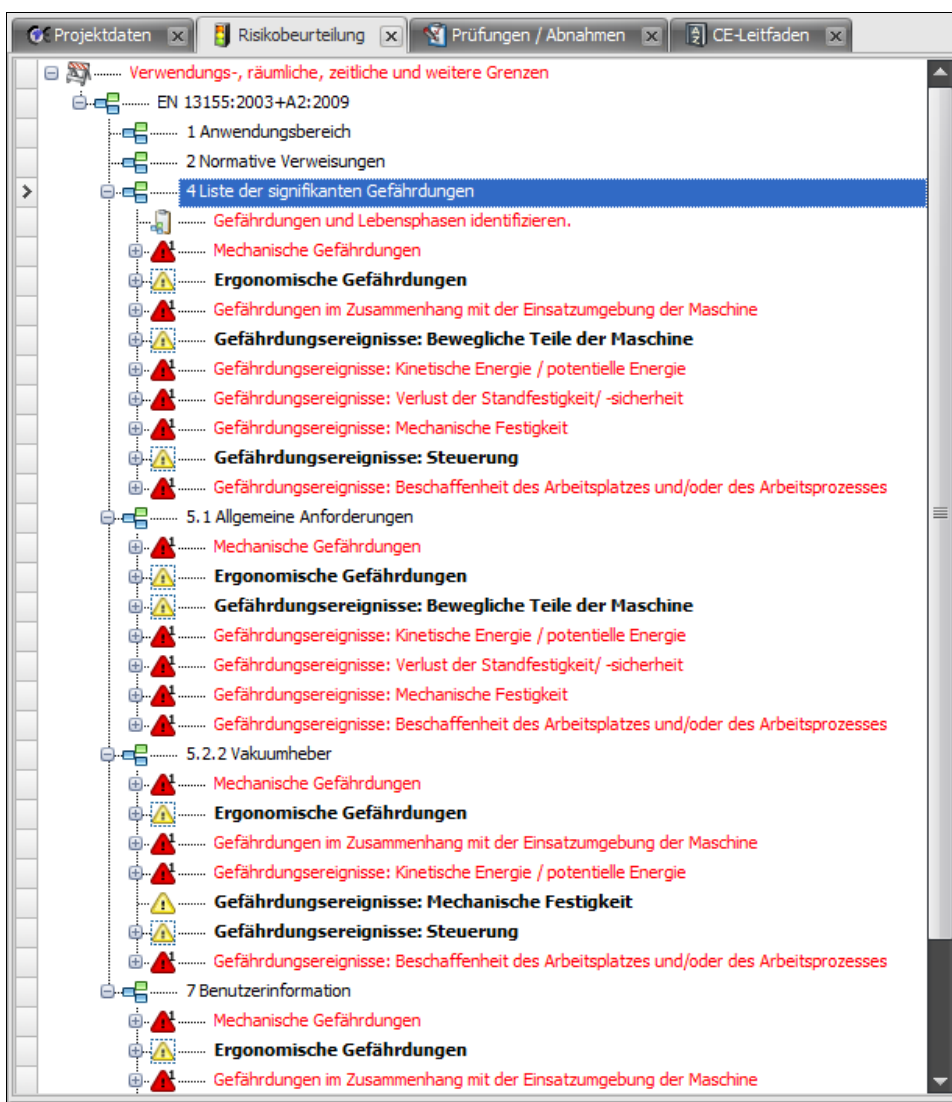 Projektdaten
Risikobeurteilung
Prüfungen / Abnahmen
CE-Leitfaden
Verwendungs-, räumliche, zeitliche und weitere Grenzen
EN 13155:2003+A2:2009
1 Anwendungsbereich
2 Normative Verweisungen
4 Liste der signifikanten Gefährdungen
Gefährdungen und Lebensphasen identifizieren.
Mechanische Gefährdungen
Ergonomische Gefährdungen
Gefährdungen im Zusammenhang mit der Einsatzumgebung der Maschine
Gefährdungsereignisse: Bewegliche Teile der Maschine
Gefährdungsereignisse: Kinetische Energie / potentielle Energie
Gefährdungsereignisse: Verlust der Standfestigkeit/ -sicherheit
Gefährdungsereignisse: Mechanische Festigkeit
Gefährdungsereignisse: Steuerung
Gefährdungsereignisse: Beschaffenheit des Arbeitsplatzes und/oder des Arbeitsprozesses
5.1 Allgemeine Anforderungen
Mechanische Gefährdungen
Ergonomische Gefährdungen
Gefährdungsereignisse: Bewegliche Teile der Maschine
Gefährdungsereignisse: Kinetische Energie / potentielle Energie
Gefährdungsereignisse: Verlust der Standfestigkeit/ -sicherheit
Gefährdungsereignisse: Mechanische Festigkeit
Gefährdungsereignisse: Beschaffenheit des Arbeitsplatzes und/oder des Arbeitsprozesses
5.2.2 Vakuumheber
Mechanische Gefährdungen
Ergonomische Gefährdungen
Gefährdungen im Zusammenhang mit der Einsatzumgebung der Maschine
Gefährdungsereignisse: Kinetische Energie / potentielle Energie
Gefährdungsereignisse: Mechanische Festigkeit
Gefährdungsereignisse: Steuerung
Gefährdungsereignisse: Beschaffenheit des Arbeitsplatzes und/oder des Arbeitsprozesses
7 Benutzerinformation
Mechanische Gefährdungen
Ergonomische Gefährdungen
Gefährdungen im Zusammenhang mit der Einsatzumgebung der Maschine